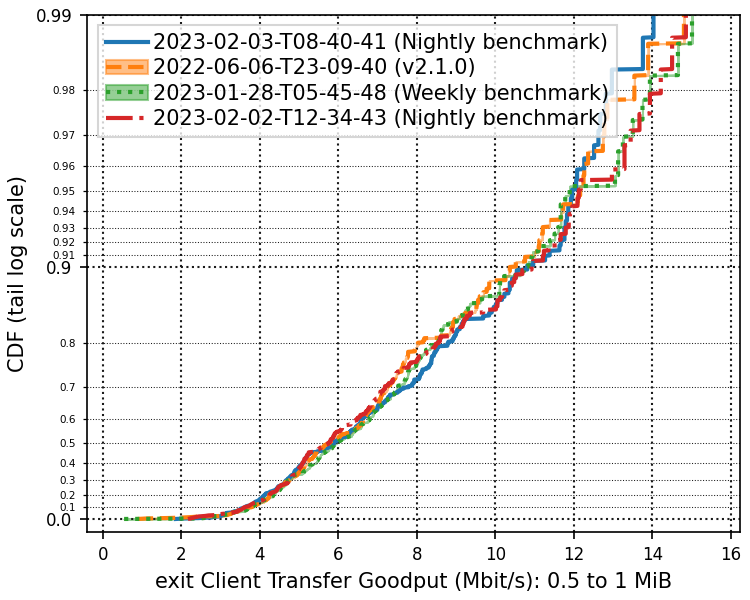 0.99
2023-02-03-T08-40-41 (Nightly benchmark)
2022-06-06-T23-09-40 (v2.1.0)
2023-01-28-T05-45-48 (Weekly benchmark)
2023-02-02-T12-34-43 (Nightly benchmark)
0.98
0.97
0.96
0.95
0.94
0.93
0.92
0.91
0.9
0.8
0.7
0.6
0.5
0.4
0.3
0.2
0.1
0.0
CDF (tail log scale)
0 2 4 6 8 10 12 14 16
exit Client Transfer Goodput (Mbit/s): 0.5 to 1 MiB